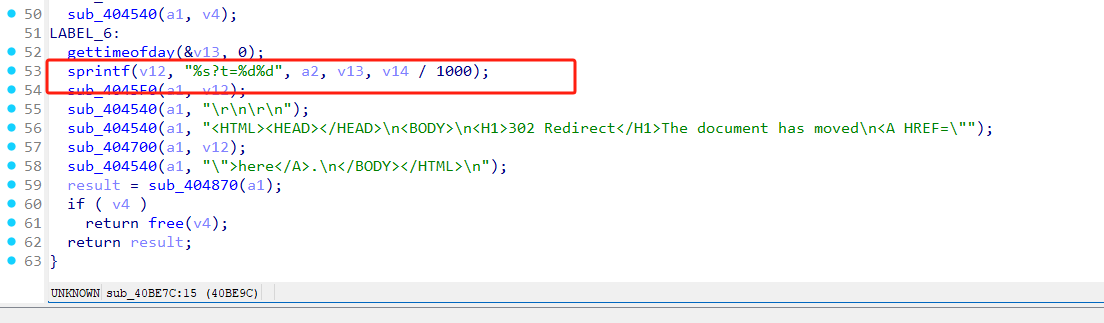 50 sub_404540(a1, v4);
51 LABEL_6:
52 gettimeofday(&v13, 0);
53 sprintf(v12, "%s?t=%d%d", a2, v13, v14 / 1000);
54 sub_4045F0(a1, v12);
55 sub_404540(a1, "\r\n\r\n");
56 sub_404540(a1, "<HTML><HEAD></HEAD>\n<BODY>\n<H1>302 Redirect</H1>The document has moved\n<A HREF=\"");
57 sub_404700(a1, v12);
58 sub_404540(a1, "\">here</A>.\n</BODY></HTML>\n");
59 result = sub_404870(a1);
60 if ( v4 )
61 return free(v4);
62 return result;
63 }
UNKNOWN sub_40BE7C:15 (40BE9C)